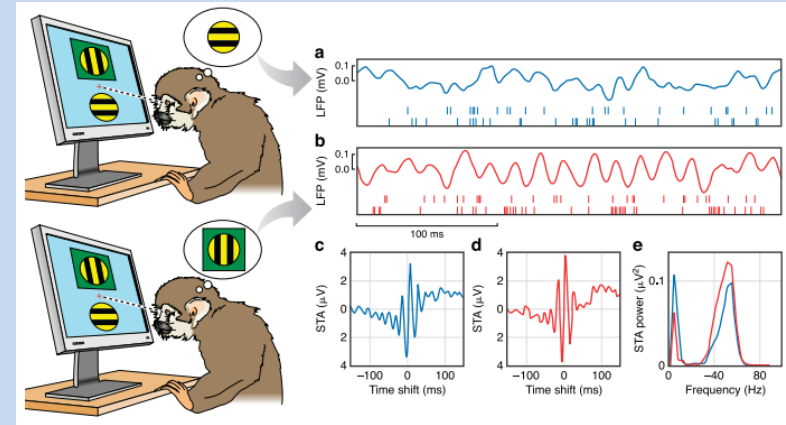 a
0.1
0.0
LFP (mV)
b
0.1
0.0
LFP (mV)
100 ms
c
4
2
0
2
4
STA (μV)
−100
0
100
Time shift (ms)
d
4
2
0
2
4
STA (μV)
−100
0
100
Time shift (ms)
e
0.1
0
STA power (μV²)
0
−40
80
Frequency (Hz)